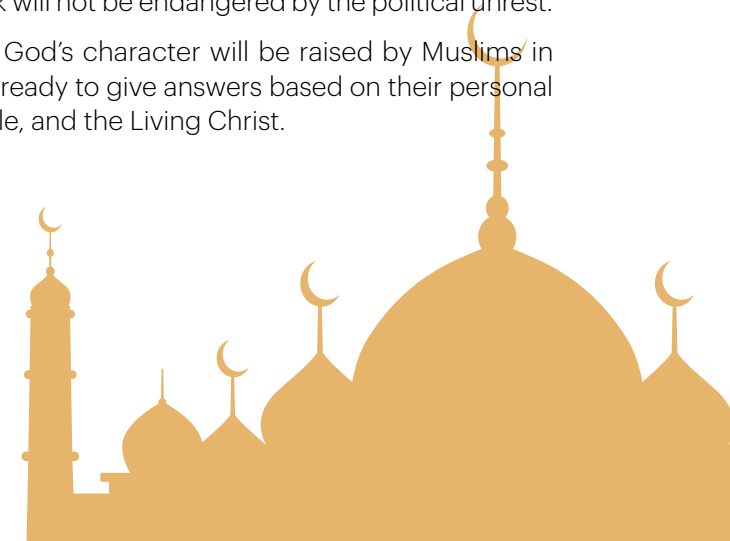 will not be endangered by the political unrest.
God’s character will be raised by Muslims in
ready to give answers based on their personal
and the Living Christ.